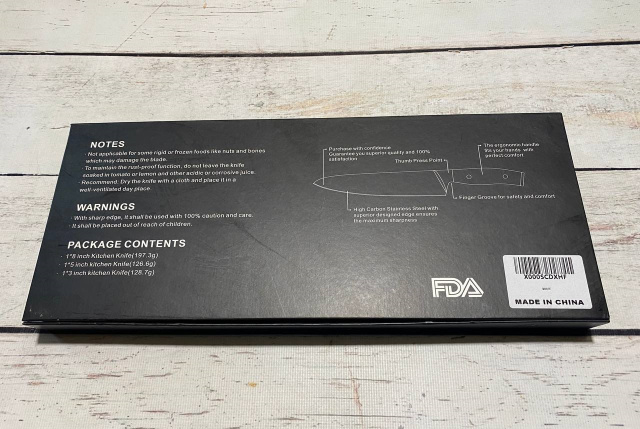 NOTES
· Not applicable for some rigid or frozen foods like nuts and bones
which may damage the blade.
· To maintain the rust-proof function, do not leave the knife
soaked in tomato or lemon and other acidic or corrosive juice.
· Recommend: Dry the knife with a cloth and place it in a
well-ventilated day place.
WARNINGS
· With sharp edge, it shall be used with 100% caution and care.
· It shall be placed out of reach of children.
PACKAGE CONTENTS
· 1*8 inch Kitchen Knife(197.3g)
· 1*5 inch kitchen Knife(126.6g)
· 1*3 inch kitchen Knife(128.7g)
Purchase with confidence
Guarantee you superior quality and 100%
satisfaction
Thumb Press Point
The ergonomic handle
fits your hands with
perfect comfort
High Carbon Stainless Steel with
superior designed edge ensures
the maximum sharpness
Finger Groove for safety and comfort
FDA
X000SCDXHF
MADE IN CHINA